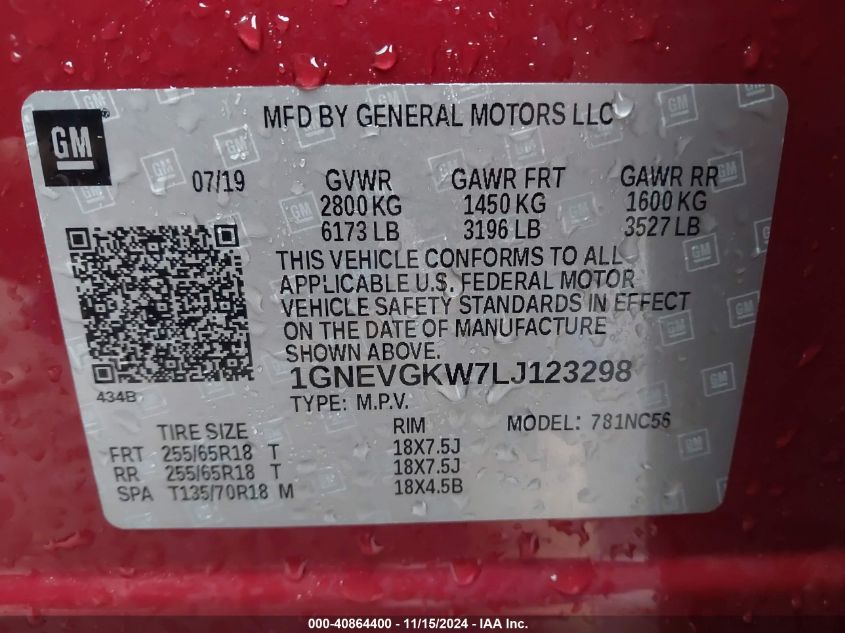 GM
MFD BY GENERAL MOTORS LLC
07/19 GVWR GAWR FRT GAWR RR
2800 KG 1450 KG 1600 KG
6173 LB 3196 LB 3527 LB
THIS VEHICLE CONFORMS TO ALL
APPLICABLE U.S. FEDERAL MOTOR
VEHICLE SAFETY STANDARDS IN EFFECT
ON THE DATE OF MANUFACTURE
SHOWN ABOVE.
1GNEVGKW7LJ123298
434B
TYPE: M.P.V.
TIRE SIZE RIM MODEL: 781NC56
FRT 255/65R18 T 18X7.5J
RR 255/65R18 T 18X7.5J
SPA T135/70R18 M 18X4.5B
000-40864400 - 11/15/2024 - IAA Inc.